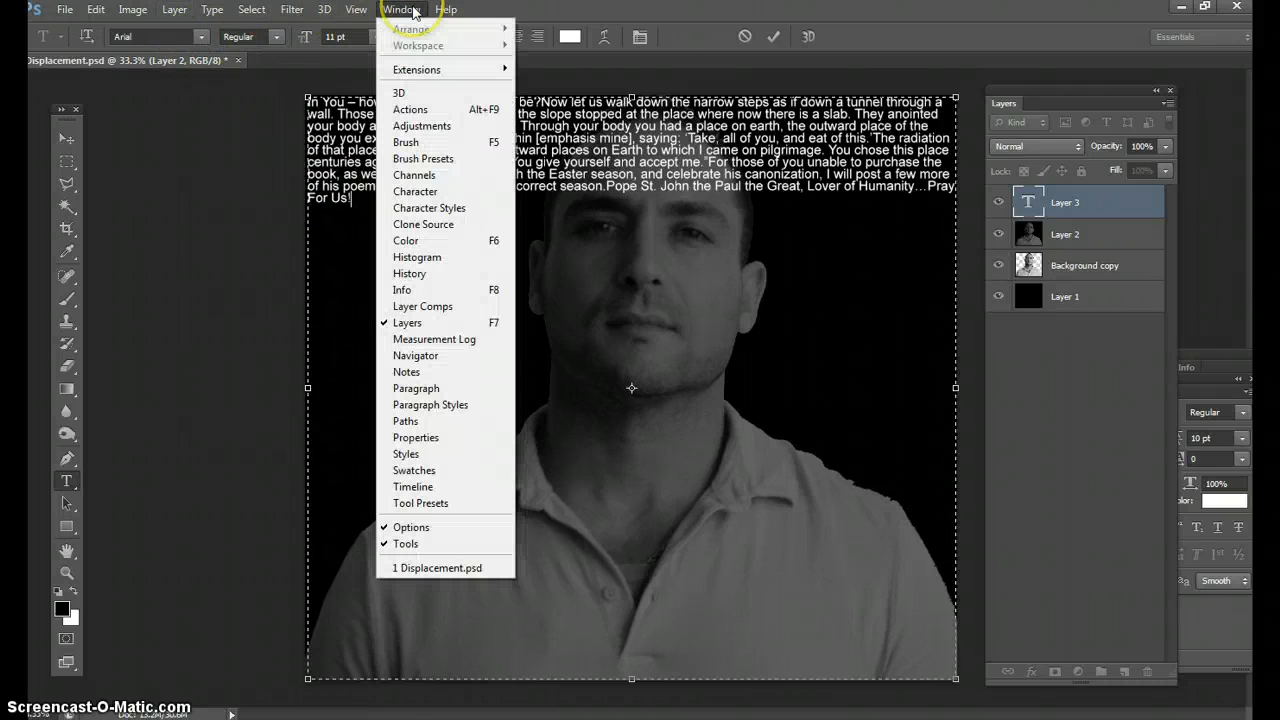 PS File Edit Image Layer Type Select Filter 3D View Window Help
T Arial Regular 11 pt 3D Essentials
Displacement.psd @ 33.3% (Layer 2, RGB/8) * ×
Arrange
Workspace
Extensions
3D
Actions Alt+F9
Adjustments
Brush F5
Brush Presets
Channels
Character
Character Styles
Clone Source
Color F6
Histogram
History
Info F8
Layer Comps
Layers F7
Measurement Log
Navigator
Notes
Paragraph
Paragraph Styles
Paths
Properties
Styles
Swatches
Timeline
Tool Presets
Options
Tools
1 Displacement.psd
In You – how be?Now let us walk down the narrow steps as if down a tunnel through a
wall. Those the slope stopped at the place where now there is a slab. They anointed
your body a Through your body you had a place on earth, the outward place of the
body you ex in [emphasis mine], saying: 'Take, all of you, and eat of this.'The radiation
of that place ward places on Earth to which I came on pilgrimage. You chose this place
centuries ag You give yourself and accept me."For those of you unable to purchase the
book, as we the Easter season, and celebrate his canonization, I will post a few more
of his poem correct season.Pope St. John the Paul the Great, Lover of Humanity…Pray
For Us!
Layers
Kind
Normal Opacity: 100%
Lock: Fill: 100%
T Layer 3
Layer 2
Background copy
Layer 1
Info
Regular
10 pt
0
T 100%
olor:
T 1st ½
Smooth
Screencast-O-Matic.com